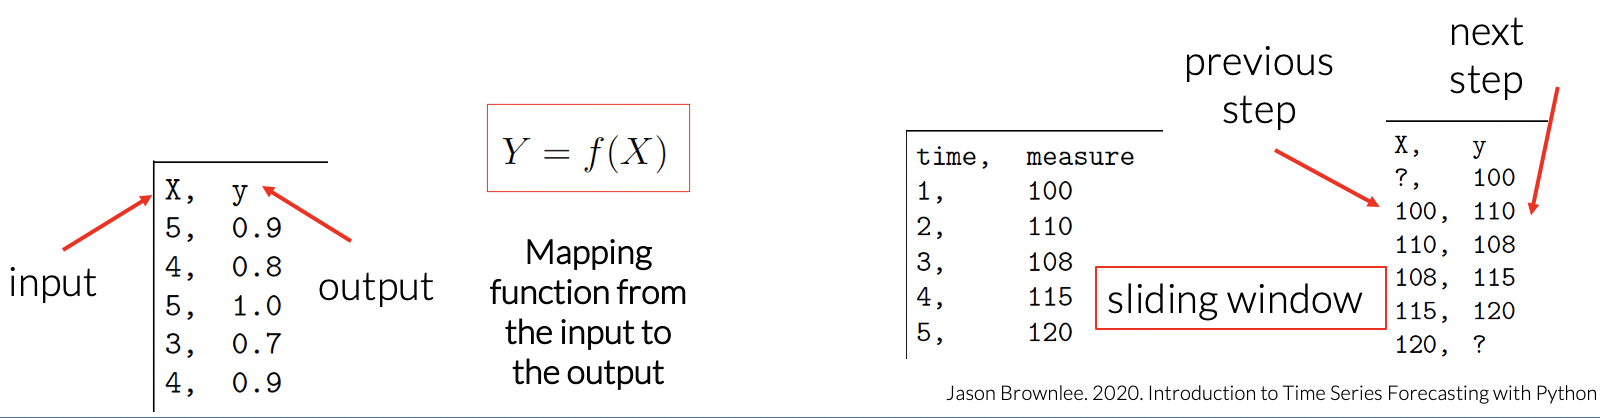 X, y
5, 0.9
4, 0.8
5, 1.0
3, 0.7
4, 0.9
input
output
Y = f(X)
Mapping
function from
the input to
the output
time, measure
1, 100
2, 110
3, 108
4, 115
5, 120
sliding window
previous
step
next
step
X, y
?, 100
100, 110
110, 108
108, 115
115, 120
120, ?
Jason Brownlee. 2020. Introduction to Time Series Forecasting with Python